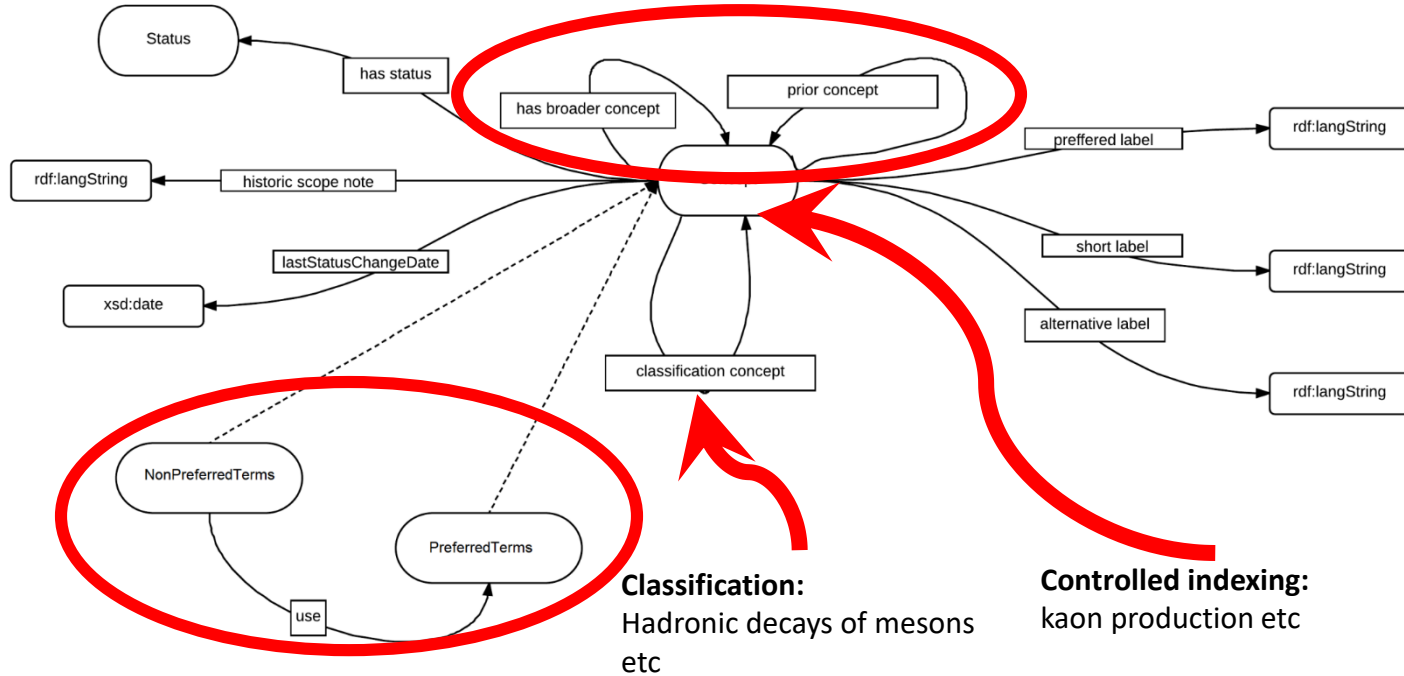 Status
has status
has broader concept
prior concept
rdf:langString
preffered label
rdf:langString
historic scope note
lastStatusChangeDate
short label
rdf:langString
xsd:date
alternative label
classification concept
rdf:langString
NonPreferredTerms
PreferredTerms
use
Classification:
Hadronic decays of mesons
etc
Controlled indexing:
kaon production etc